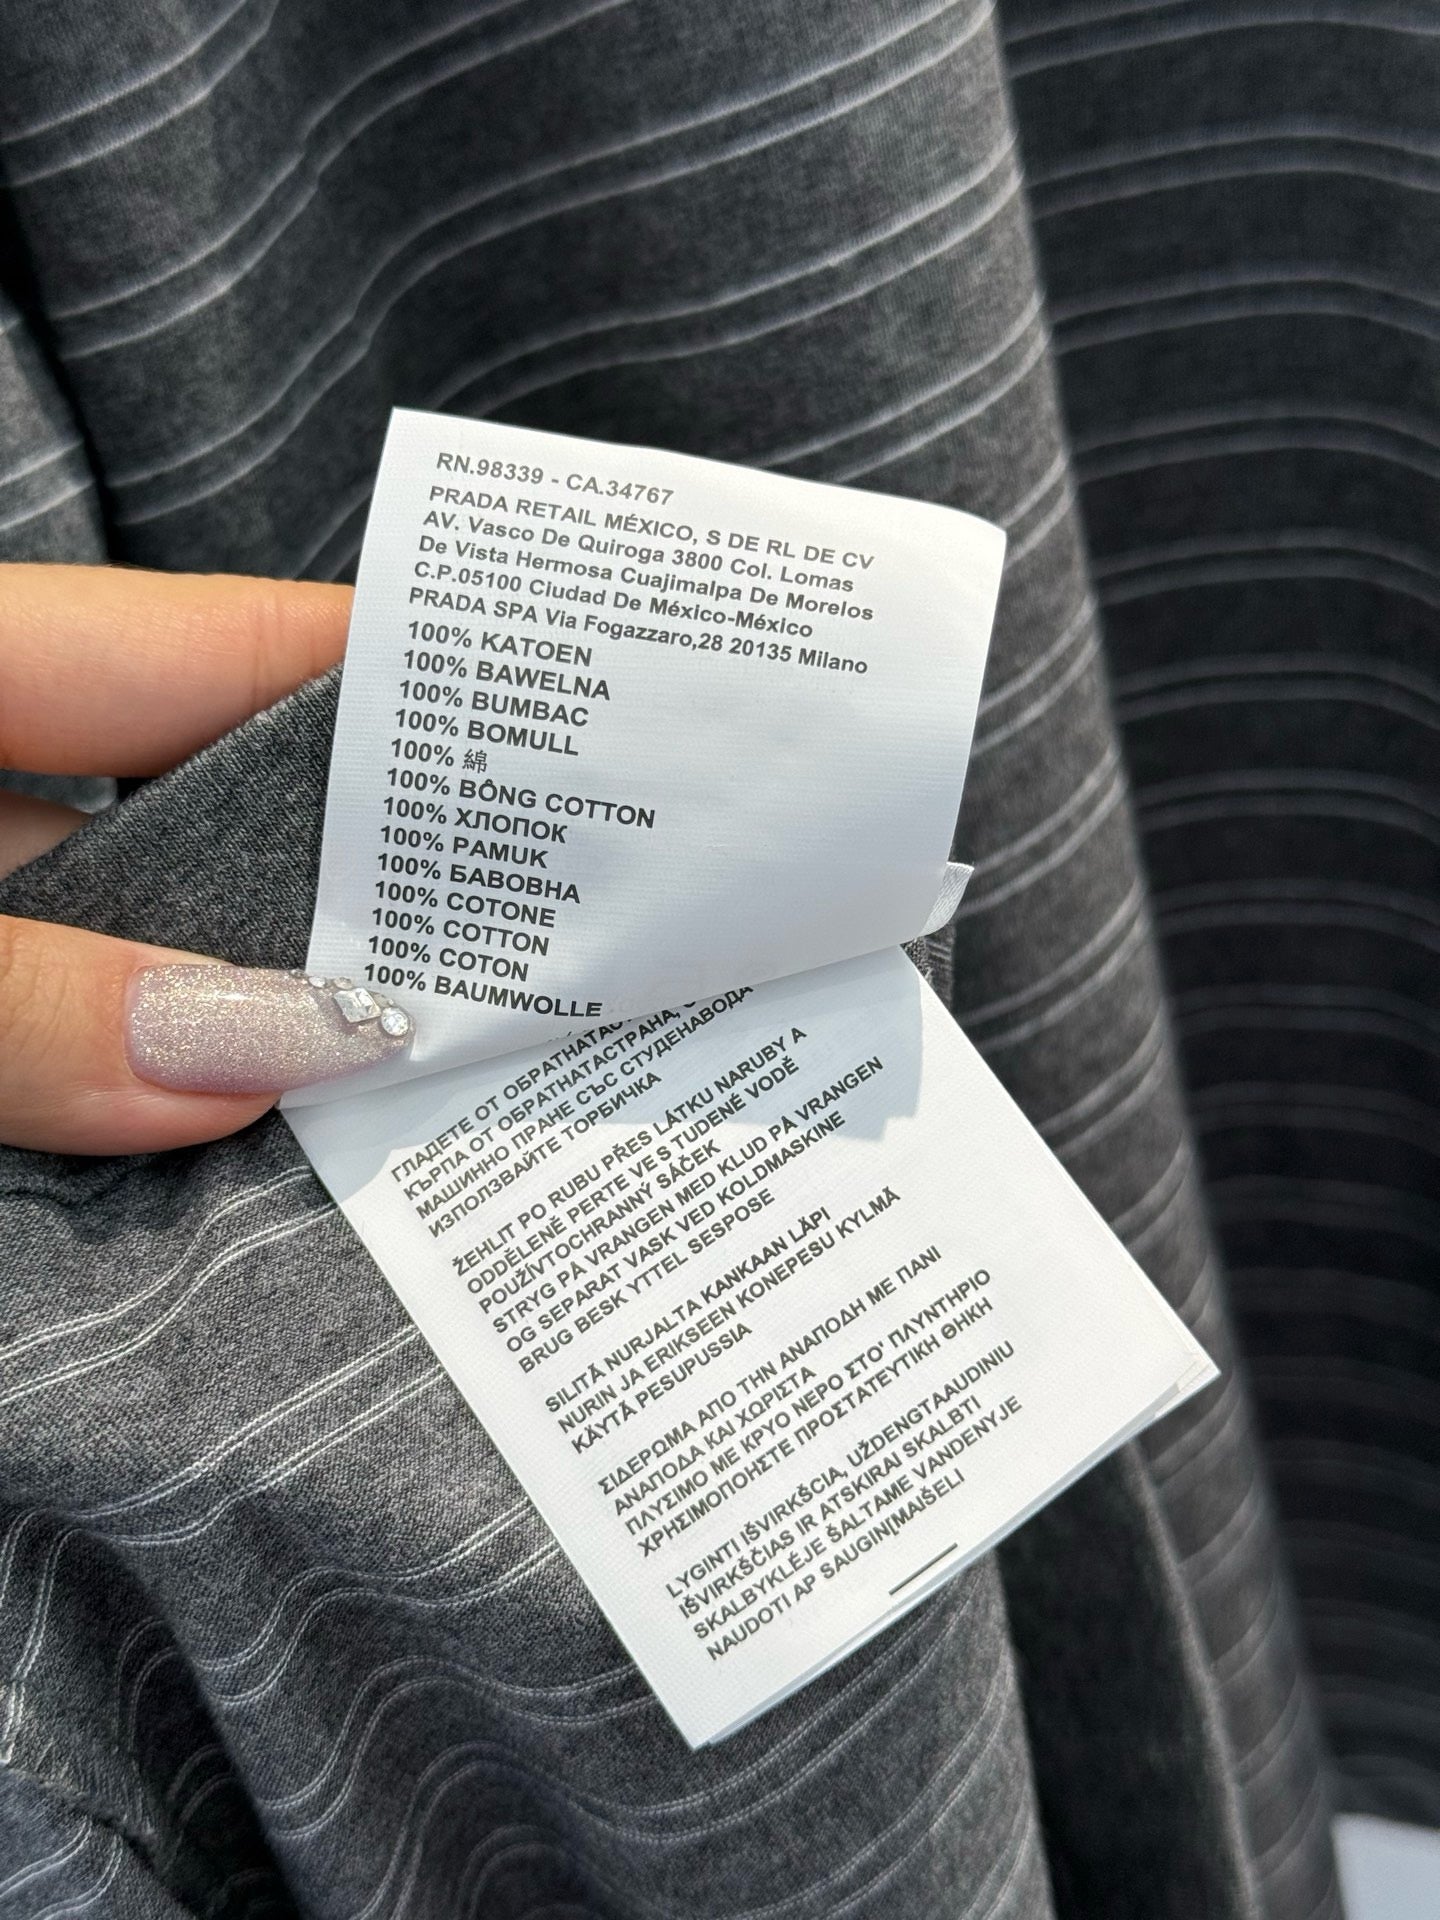 RN.98339 - CA.34767
PRADA RETAIL MÉXICO, S DE RL DE CV
AV. Vasco De Quiroga 3800 Col. Lomas
De Vista Hermosa Cuajimalpa De Morelos
C.P.05100 Ciudad De México-México
PRADA SPA Via Fogazzaro,28 20135 Milano
100% KATOEN
100% BAWELNA
100% BUMBAC
100% BOMULL
100% 綿
100% BÔNG COTTON
100% ХЛОПОК
100% PAMUK
100% БАВОВНА
100% COTONE
100% COTTON
100% COTON
100% BAUMWOLLE
ГЛАДЕТЕ ОТ
КЪРПА ОТ ОБРАТНАТАСТРАНА,
МАШИННО ПРАНЕ СЪС СТУДЕНАВОДА
ИЗПОЛЗВАЙТЕ ТОРБИЧКА
ŽEHLIT PO RUBU PŘES LÁTKU NARUBY A
ODDĚLENĚ PERTE VE S TUDENÉ VODĚ
POUŽÍVTOCHRANNÝ SÁČEK
STRYG PÅ VRANGEN MED KLUD PÅ VRANGEN
OG SEPARAT VASK VED KOLDMASKINE
BRUG BESK YTTEL SESPOSE
SILITÄ NURJALTA KANKAAN LÄPI
NURIN JA ERIKSEEN KONEPESU KYLMÄ
KÄYTÄ PESUPUSSIA
ΣΙΔΕΡΩΜΑ ΑΠΟ ΤΗΝ ΑΝΑΠΟΔΗ ΜΕ ΠΑΝΙ
ΑΝΑΠΟΔΑ ΚΑΙ ΧΩΡΙΣΤΑ
ΠΛΥΣΙΜΟ ΜΕ ΚΡΥΟ ΝΕΡΟ ΣΤΟ' ΠΛΥΝΤΗΡΙΟ
ΧΡΗΣΙΜΟΠΟΙΗΣΤΕ ΠΡΟΣΤΑΤΕΥΤΙΚΗ ΘΗΚΗ
LYGINTI IŠVIRKŠČIA, UŽDENGTAAUDINIU
IŠVIRKŠČIAS IR ATSKIRAI SKALBTI
SKALBYKLĖJE ŠALTAME VANDENYJE
NAUDOTI AP SAUGINĮMAIŠELI